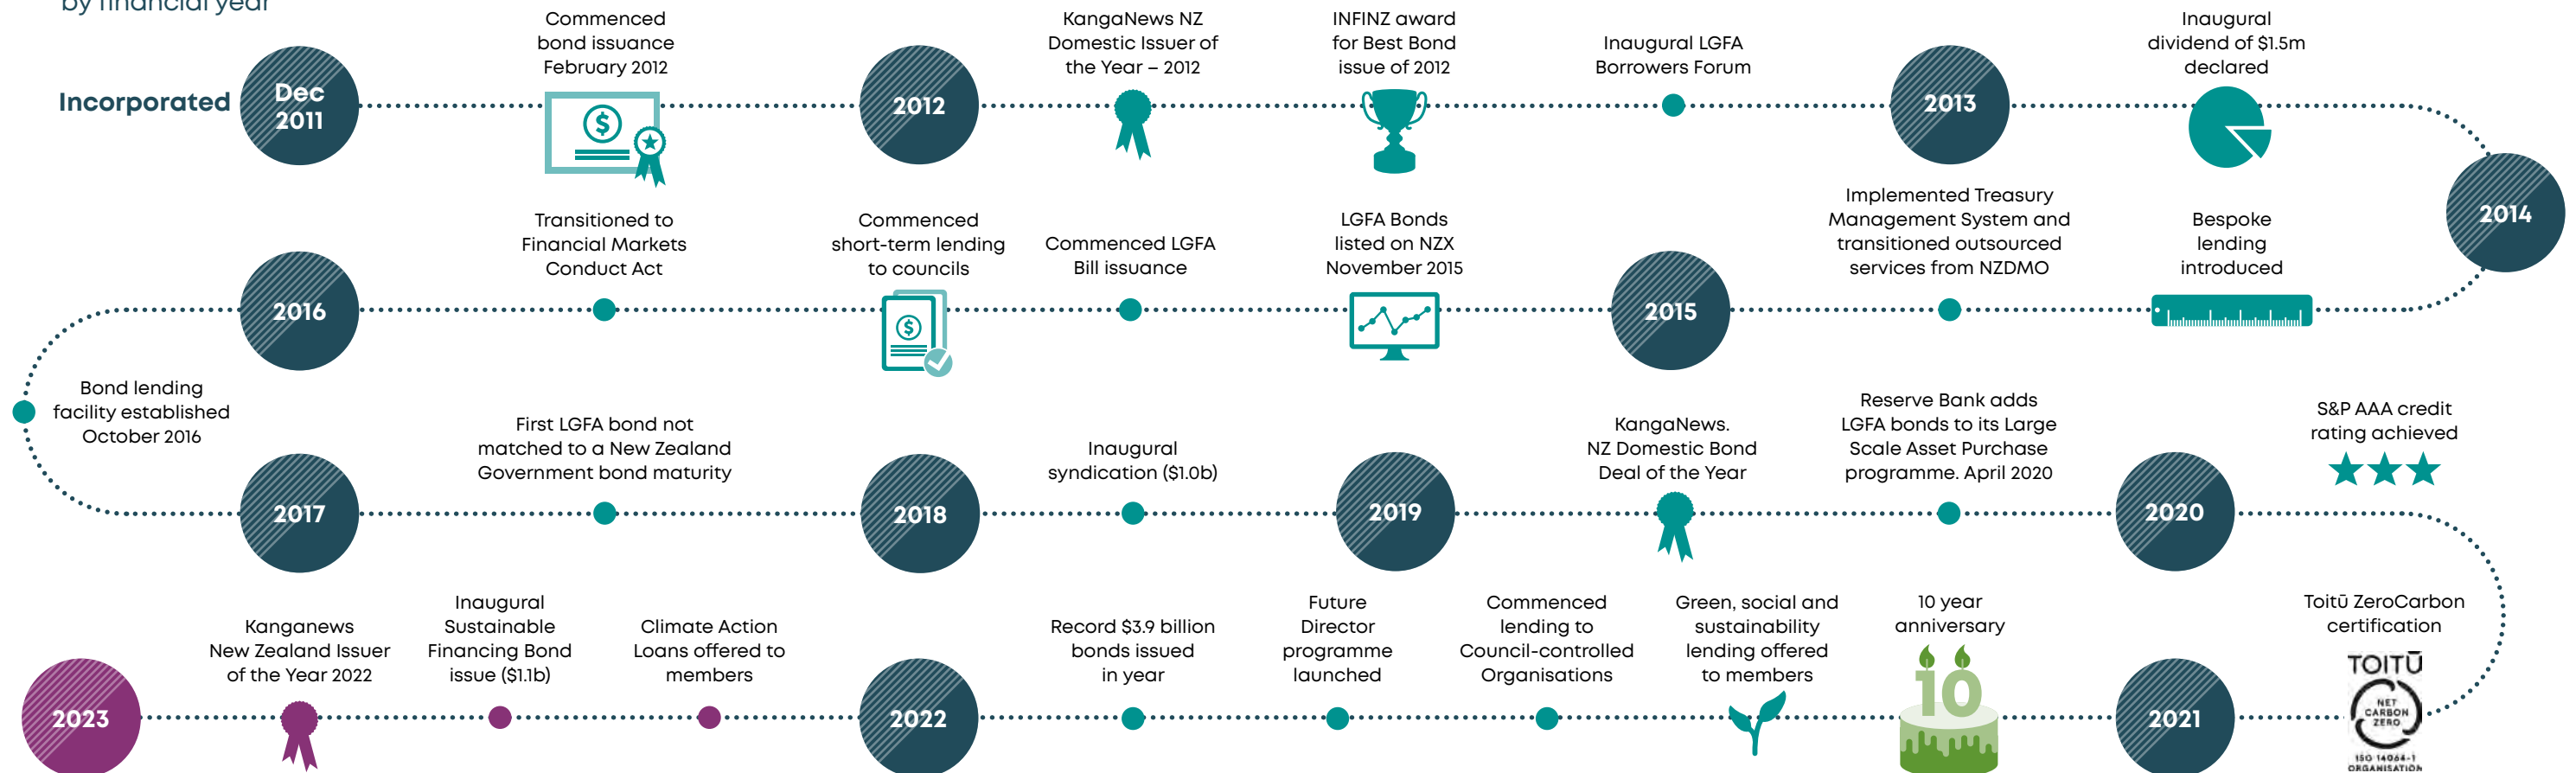 by financial year
Incorporated
Dec
2011
Commenced
bond issuance
February 2012
$
2012
KangaNews NZ
Domestic Issuer of
the Year – 2012
INFINZ award
for Best Bond
issue of 2012
Inaugural LGFA
Borrowers Forum
2013
Inaugural
dividend of $1.5m
declared
2014
Bespoke
lending
introduced
Implemented Treasury
Management System and
transitioned outsourced
services from NZDMO
2015
LGFA Bonds
listed on NZX
November 2015
Commenced LGFA
Bill issuance
Commenced
short-term lending
to councils
$
Transitioned to
Financial Markets
Conduct Act
2016
Bond lending
facility established
October 2016
2017
First LGFA bond not
matched to a New Zealand
Government bond maturity
2018
Inaugural
syndication ($1.0b)
2019
KangaNews.
NZ Domestic Bond
Deal of the Year
Reserve Bank adds
LGFA bonds to its Large
Scale Asset Purchase
programme. April 2020
2020
S&P AAA credit
rating achieved
Toitū ZeroCarbon
certification
TOITŪ
NET
CARBON
ZERO
ISO 14064-1
ORGANISATION
2021
10 year
anniversary
10
Green, social and
sustainability
lending offered
to members
Commenced
lending to
Council-controlled
Organisations
Future
Director
programme
launched
Record $3.9 billion
bonds issued
in year
2022
Climate Action
Loans offered to
members
Inaugural
Sustainable
Financing Bond
issue ($1.1b)
Kanganews
New Zealand Issuer
of the Year 2022
2023